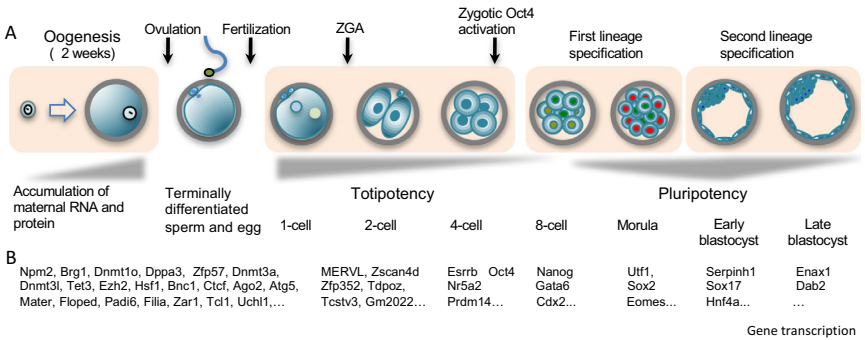 A
Oogenesis
( 2 weeks)
Ovulation
Fertilization
ZGA
Zygotic Oct4
activation
First lineage
specification
Second lineage
specification
Accumulation of
maternal RNA and
protein
Terminally
differentiated
sperm and egg
Totipotency
Pluripotency
1-cell
2-cell
4-cell
8-cell
Morula
Early
blastocyst
Late
blastocyst
B
Npm2, Brg1, Dnmt1o, Dppa3, Zfp57, Dnmt3a,
Dnmt3l, Tet3, Ezh2, Hsf1, Bnc1, Ctcf, Ago2, Atg5,
Mater, Floped, Padi6, Filia, Zar1, Tcl1, Uchl1,…
MERVL, Zscan4d
Zfp352, Tdpoz,
Tcstv3, Gm2022…
Esrrb Oct4
Nr5a2
Prdm14…
Nanog
Gata6
Cdx2...
Utf1,
Sox2
Eomes...
Serpinh1
Sox17
Hnf4a...
Enax1
Dab2
…
Gene transcription